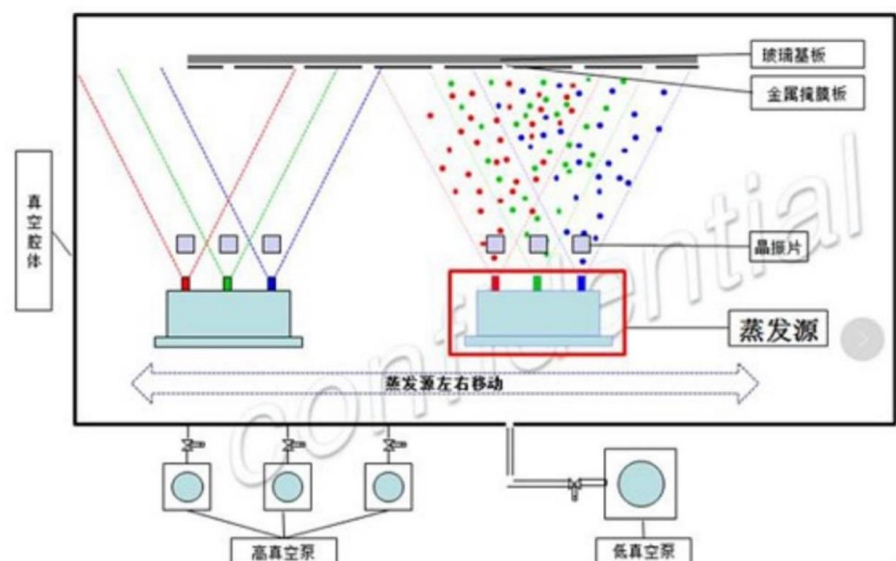 玻璃基板
金属掩膜板
真空腔体
晶振片
蒸发源
蒸发源左右移动
confidential
高真空泵
低真空泵